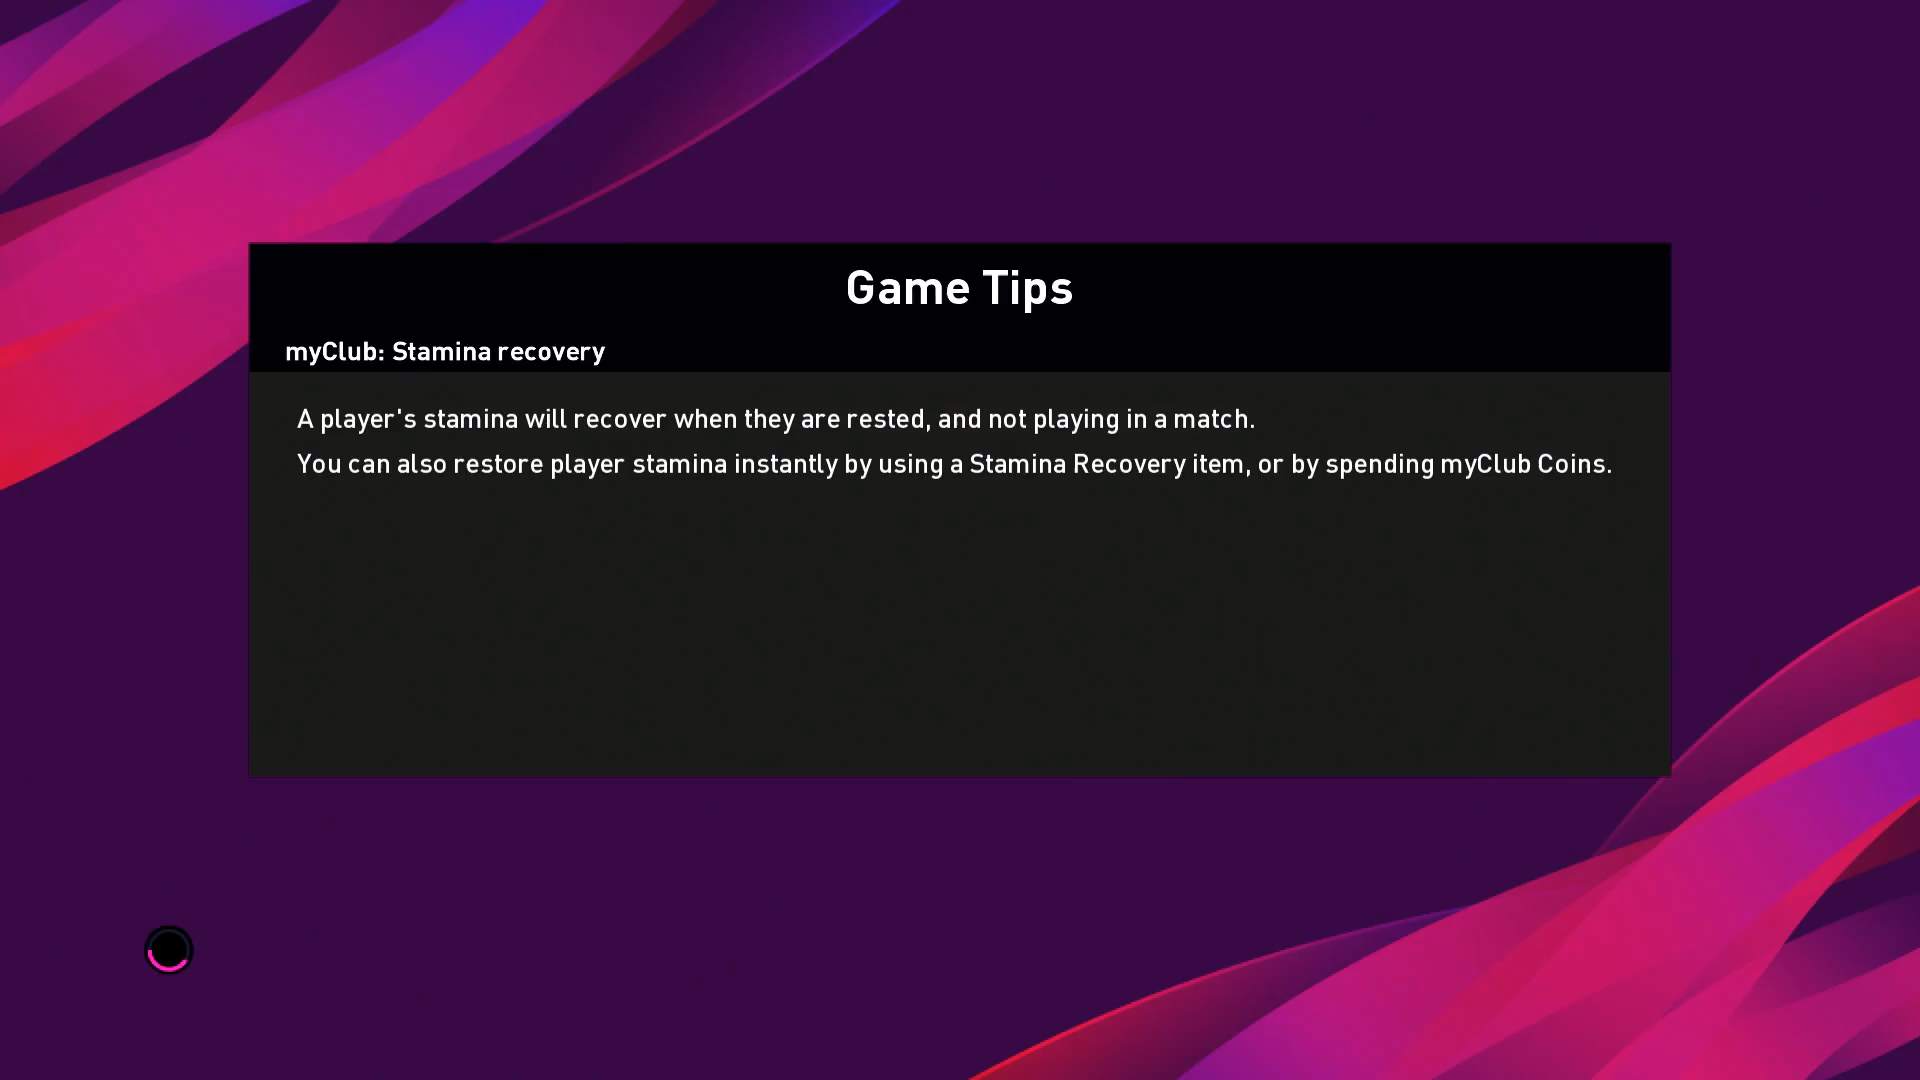 Game Tips
myClub: Stamina recovery
A player's stamina will recover when they are rested, and not playing in a match.
You can also restore player stamina instantly by using a Stamina Recovery item, or by spending myClub Coins.